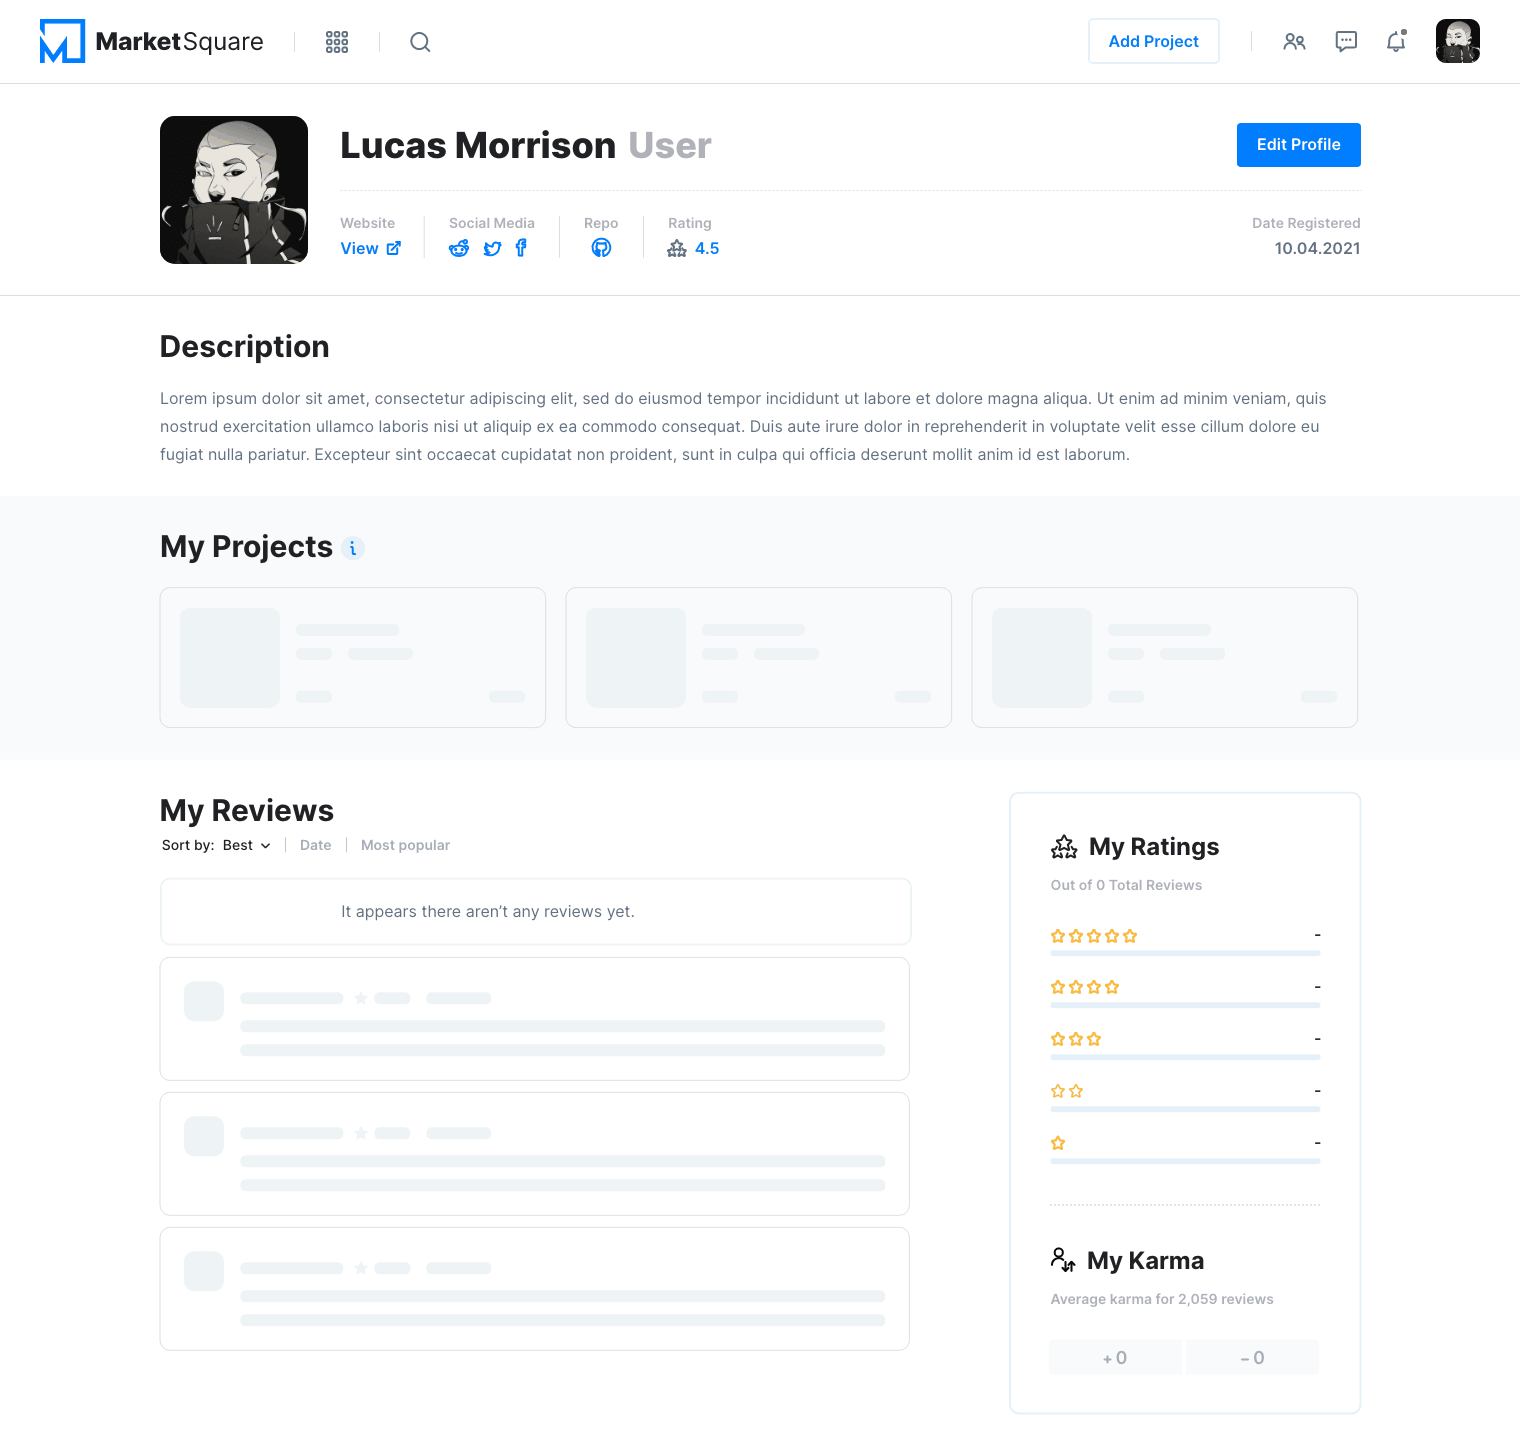 MarketSquare
Add Project
Lucas Morrison User
Edit Profile
Website
Social Media
Repo
Rating
Date Registered
View
4.5
10.04.2021
Description
Lorem ipsum dolor sit amet, consectetur adipiscing elit, sed do eiusmod tempor incididunt ut labore et dolore magna aliqua. Ut enim ad minim veniam, quis
nostrud exercitation ullamco laboris nisi ut aliquip ex ea commodo consequat. Duis aute irure dolor in reprehenderit in voluptate velit esse cillum dolore eu
fugiat nulla pariatur. Excepteur sint occaecat cupidatat non proident, sunt in culpa qui officia deserunt mollit anim id est laborum.
My Projects
My Reviews
Sort by: Best
Date
Most popular
It appears there aren’t any reviews yet.
My Ratings
Out of 0 Total Reviews
-
-
-
-
-
My Karma
Average karma for 2,059 reviews
+ 0
– 0